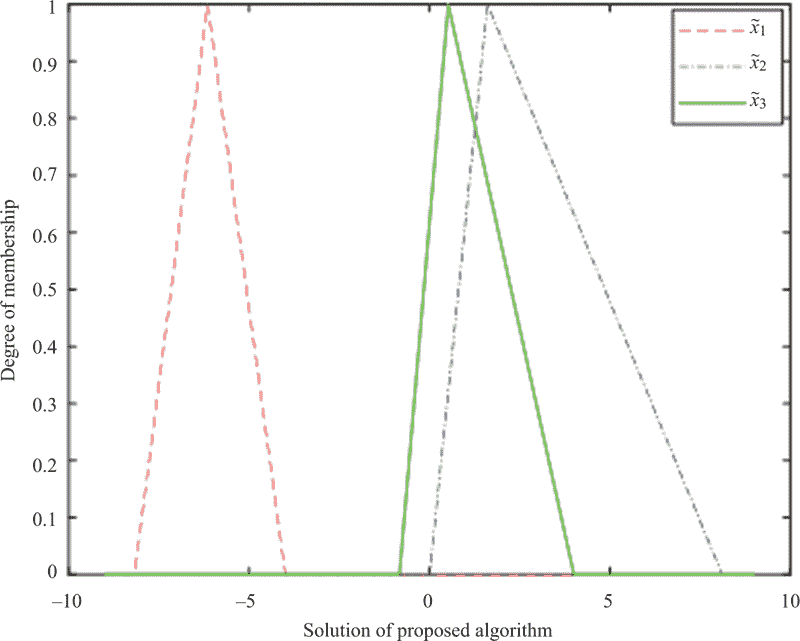 1
0.9
0.8
0.7
0.6
0.5
0.4
0.3
0.2
0.1
0
Degree of membership
x̃1
x̃2
x̃3
–10 –5 0 5 10
Solution of proposed algorithm